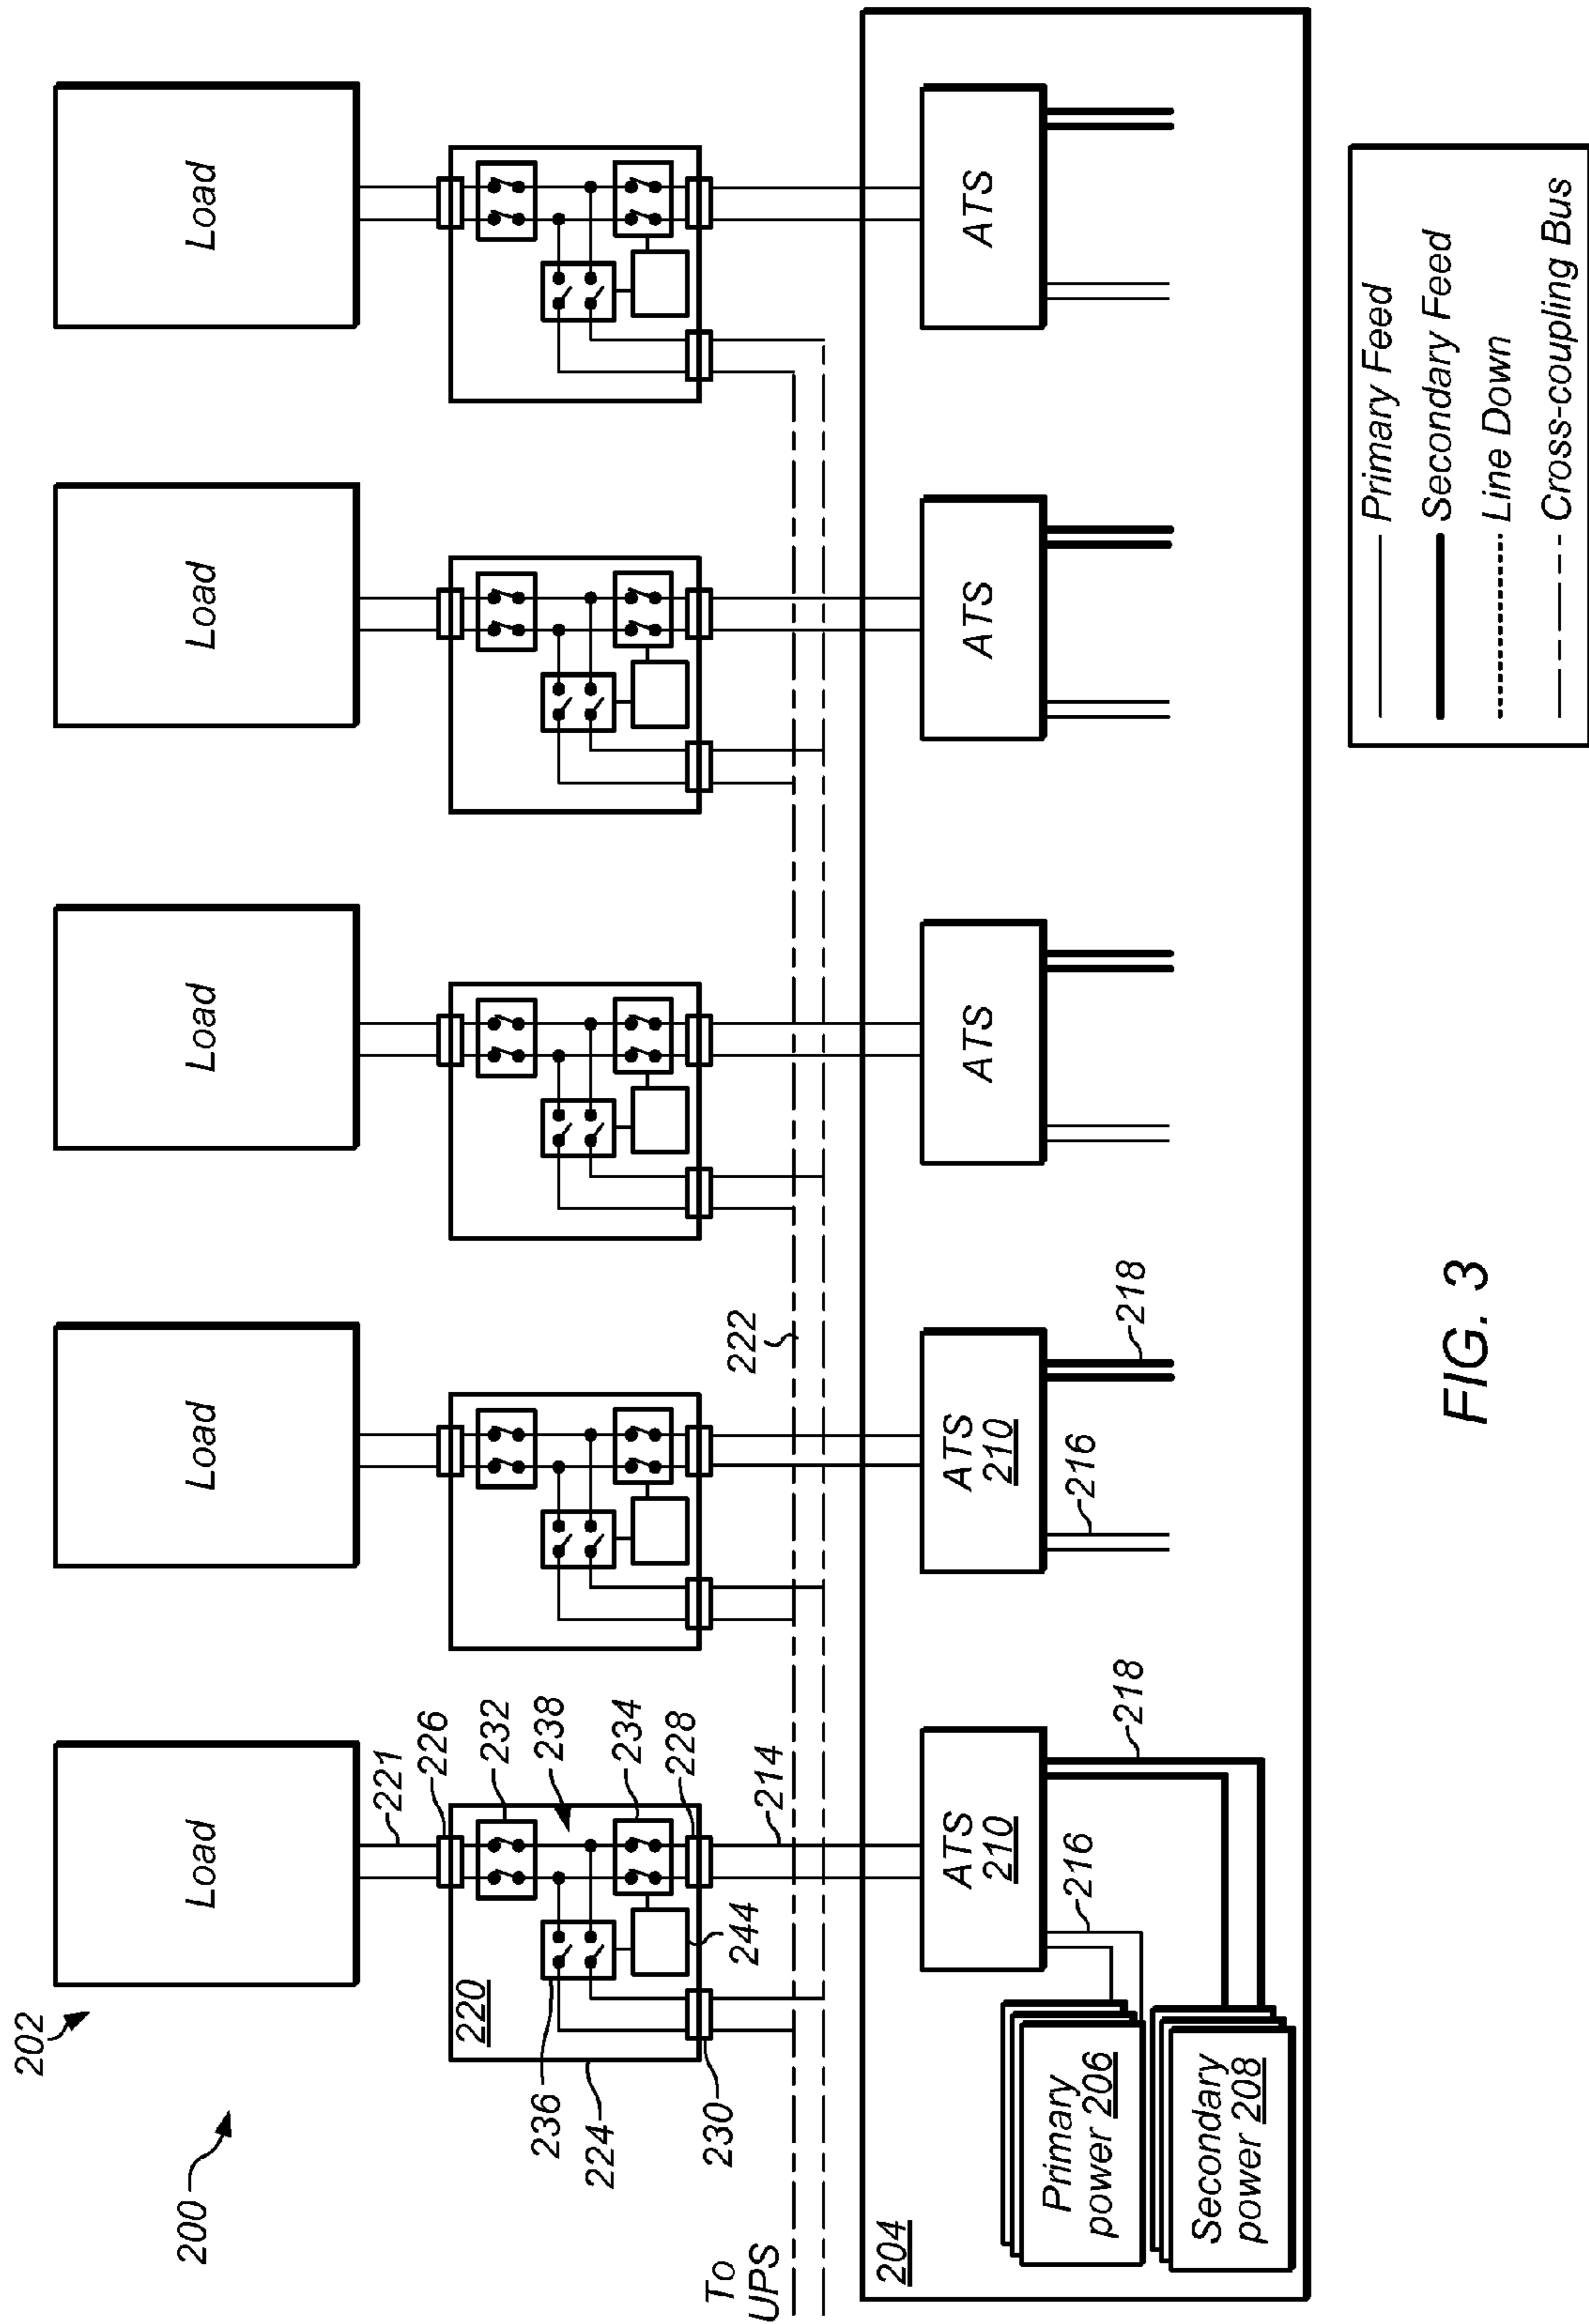 200
202
Load
Load
Load
Load
Load
221
226
232
238
234
228
214
244
236
224
230
220
222
To
UPS
204
ATS
210
ATS
210
ATS
ATS
ATS
216
218
216
218
Primary
power 206
Secondary
power 208
FIG. 3
Primary Feed
Secondary Feed
Line Down
Cross-coupling Bus